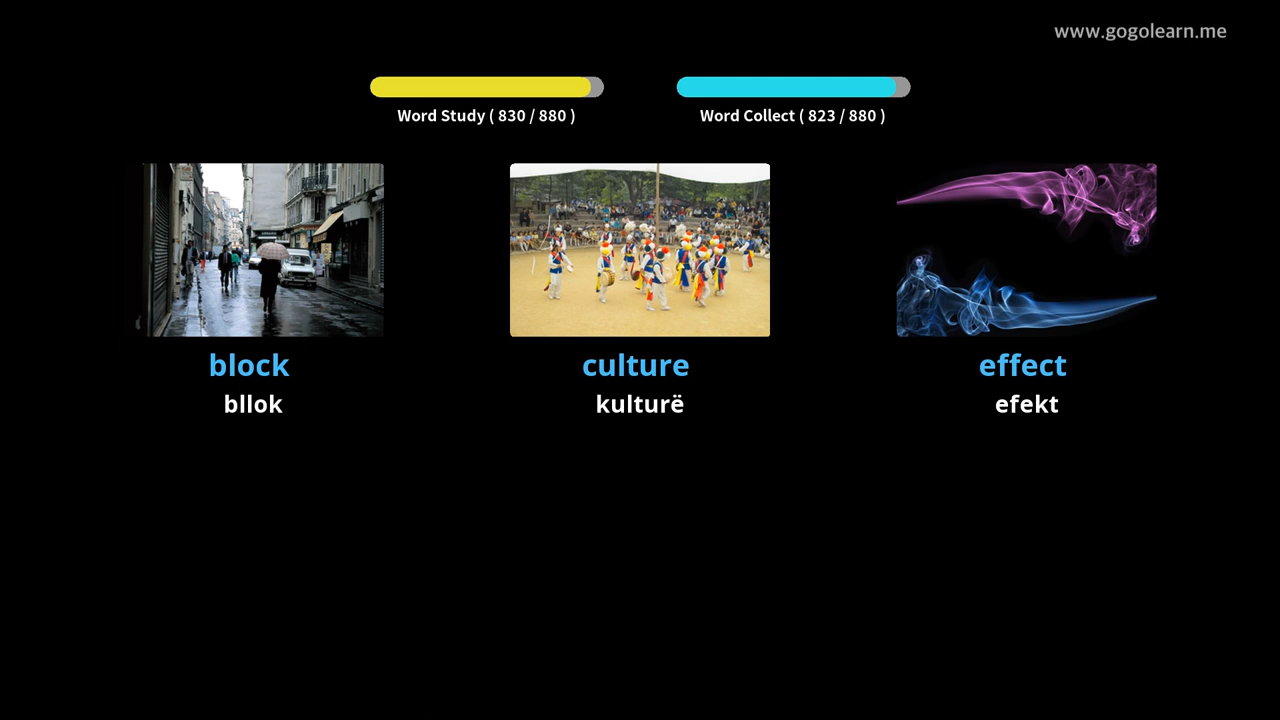 www.gogolearn.me
Word Study ( 830 / 880 )
Word Collect ( 823 / 880 )
block
culture
effect
bllok
kulturë
efekt